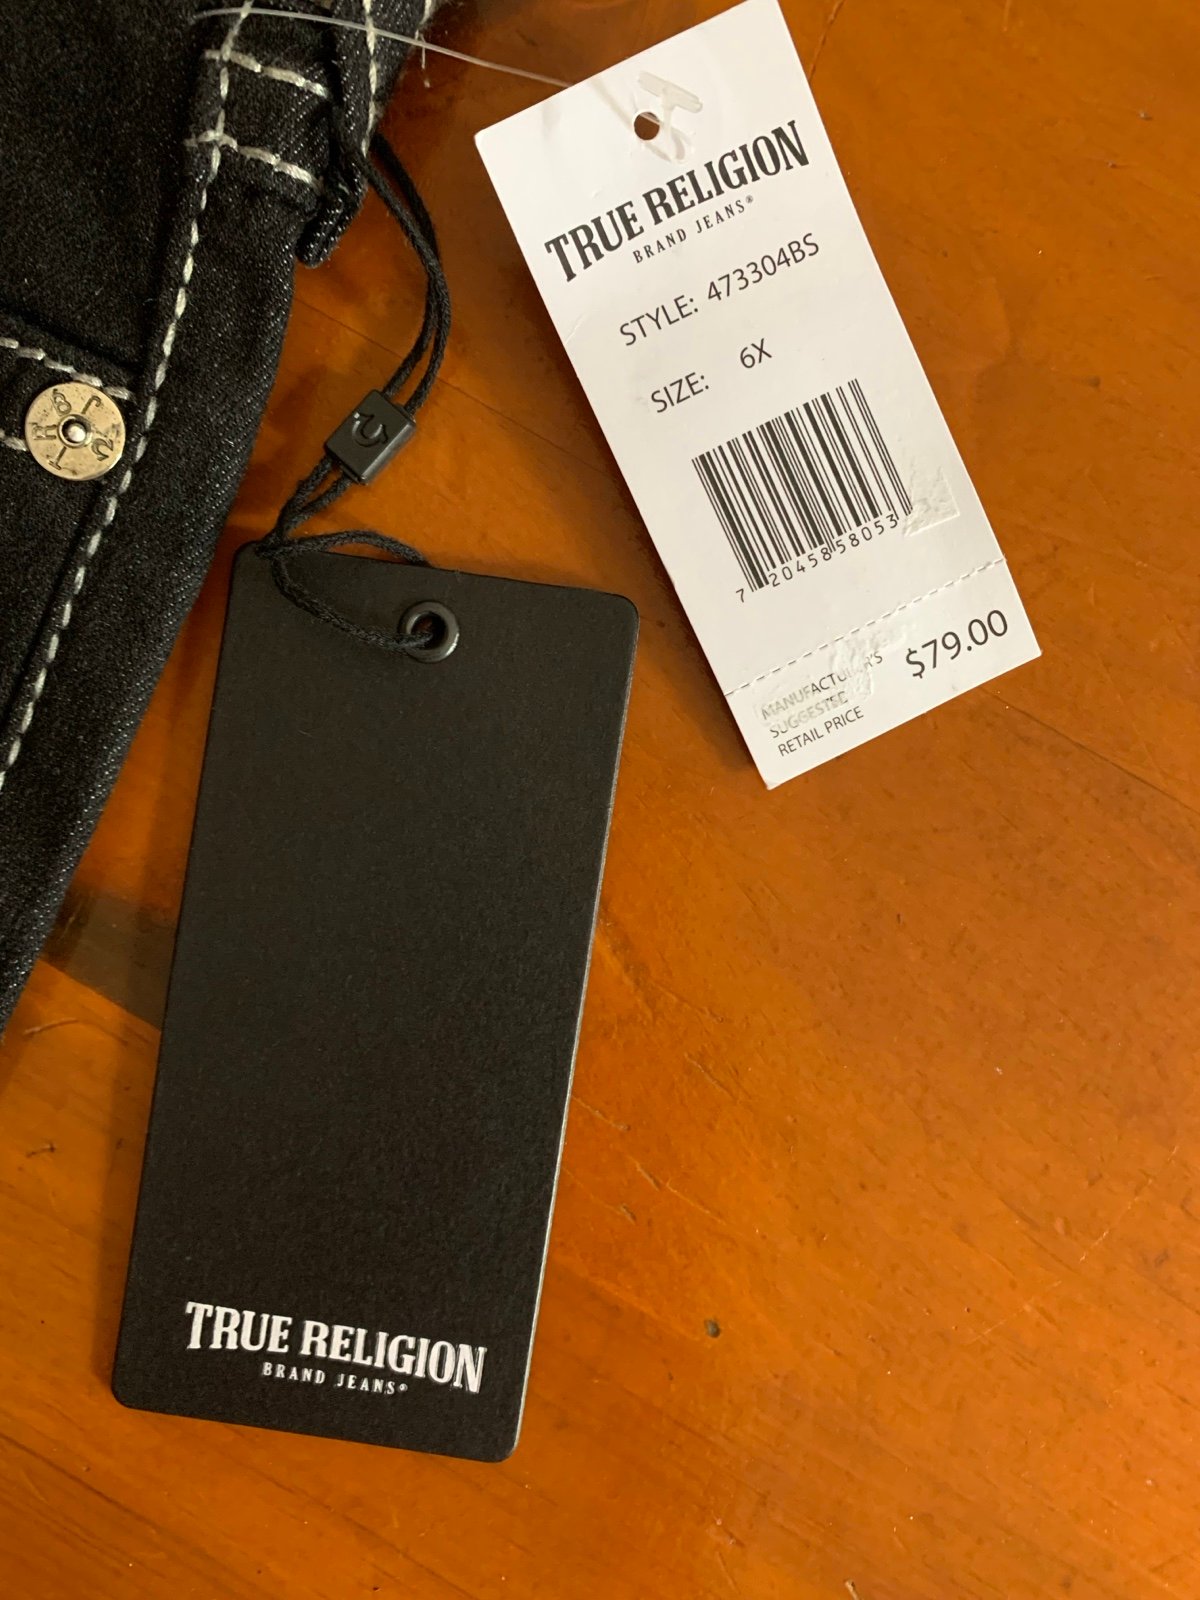 TRUE RELIGION
BRAND JEANS®
STYLE: 473304BS
SIZE: 6X
7 20458 58053
MANUFACTURER'S
SUGGESTED
RETAIL PRICE
$79.00
TRUE RELIGION
BRAND JEANS®